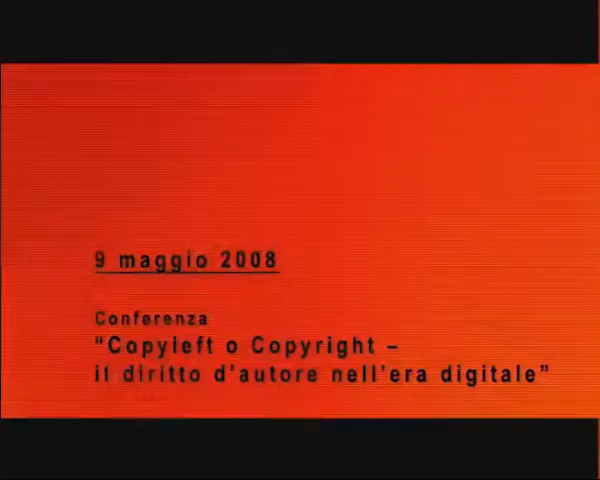 9 maggio 2008
Conferenza
“Copyleft o Copyright –
il diritto d’autore nell’era digitale”